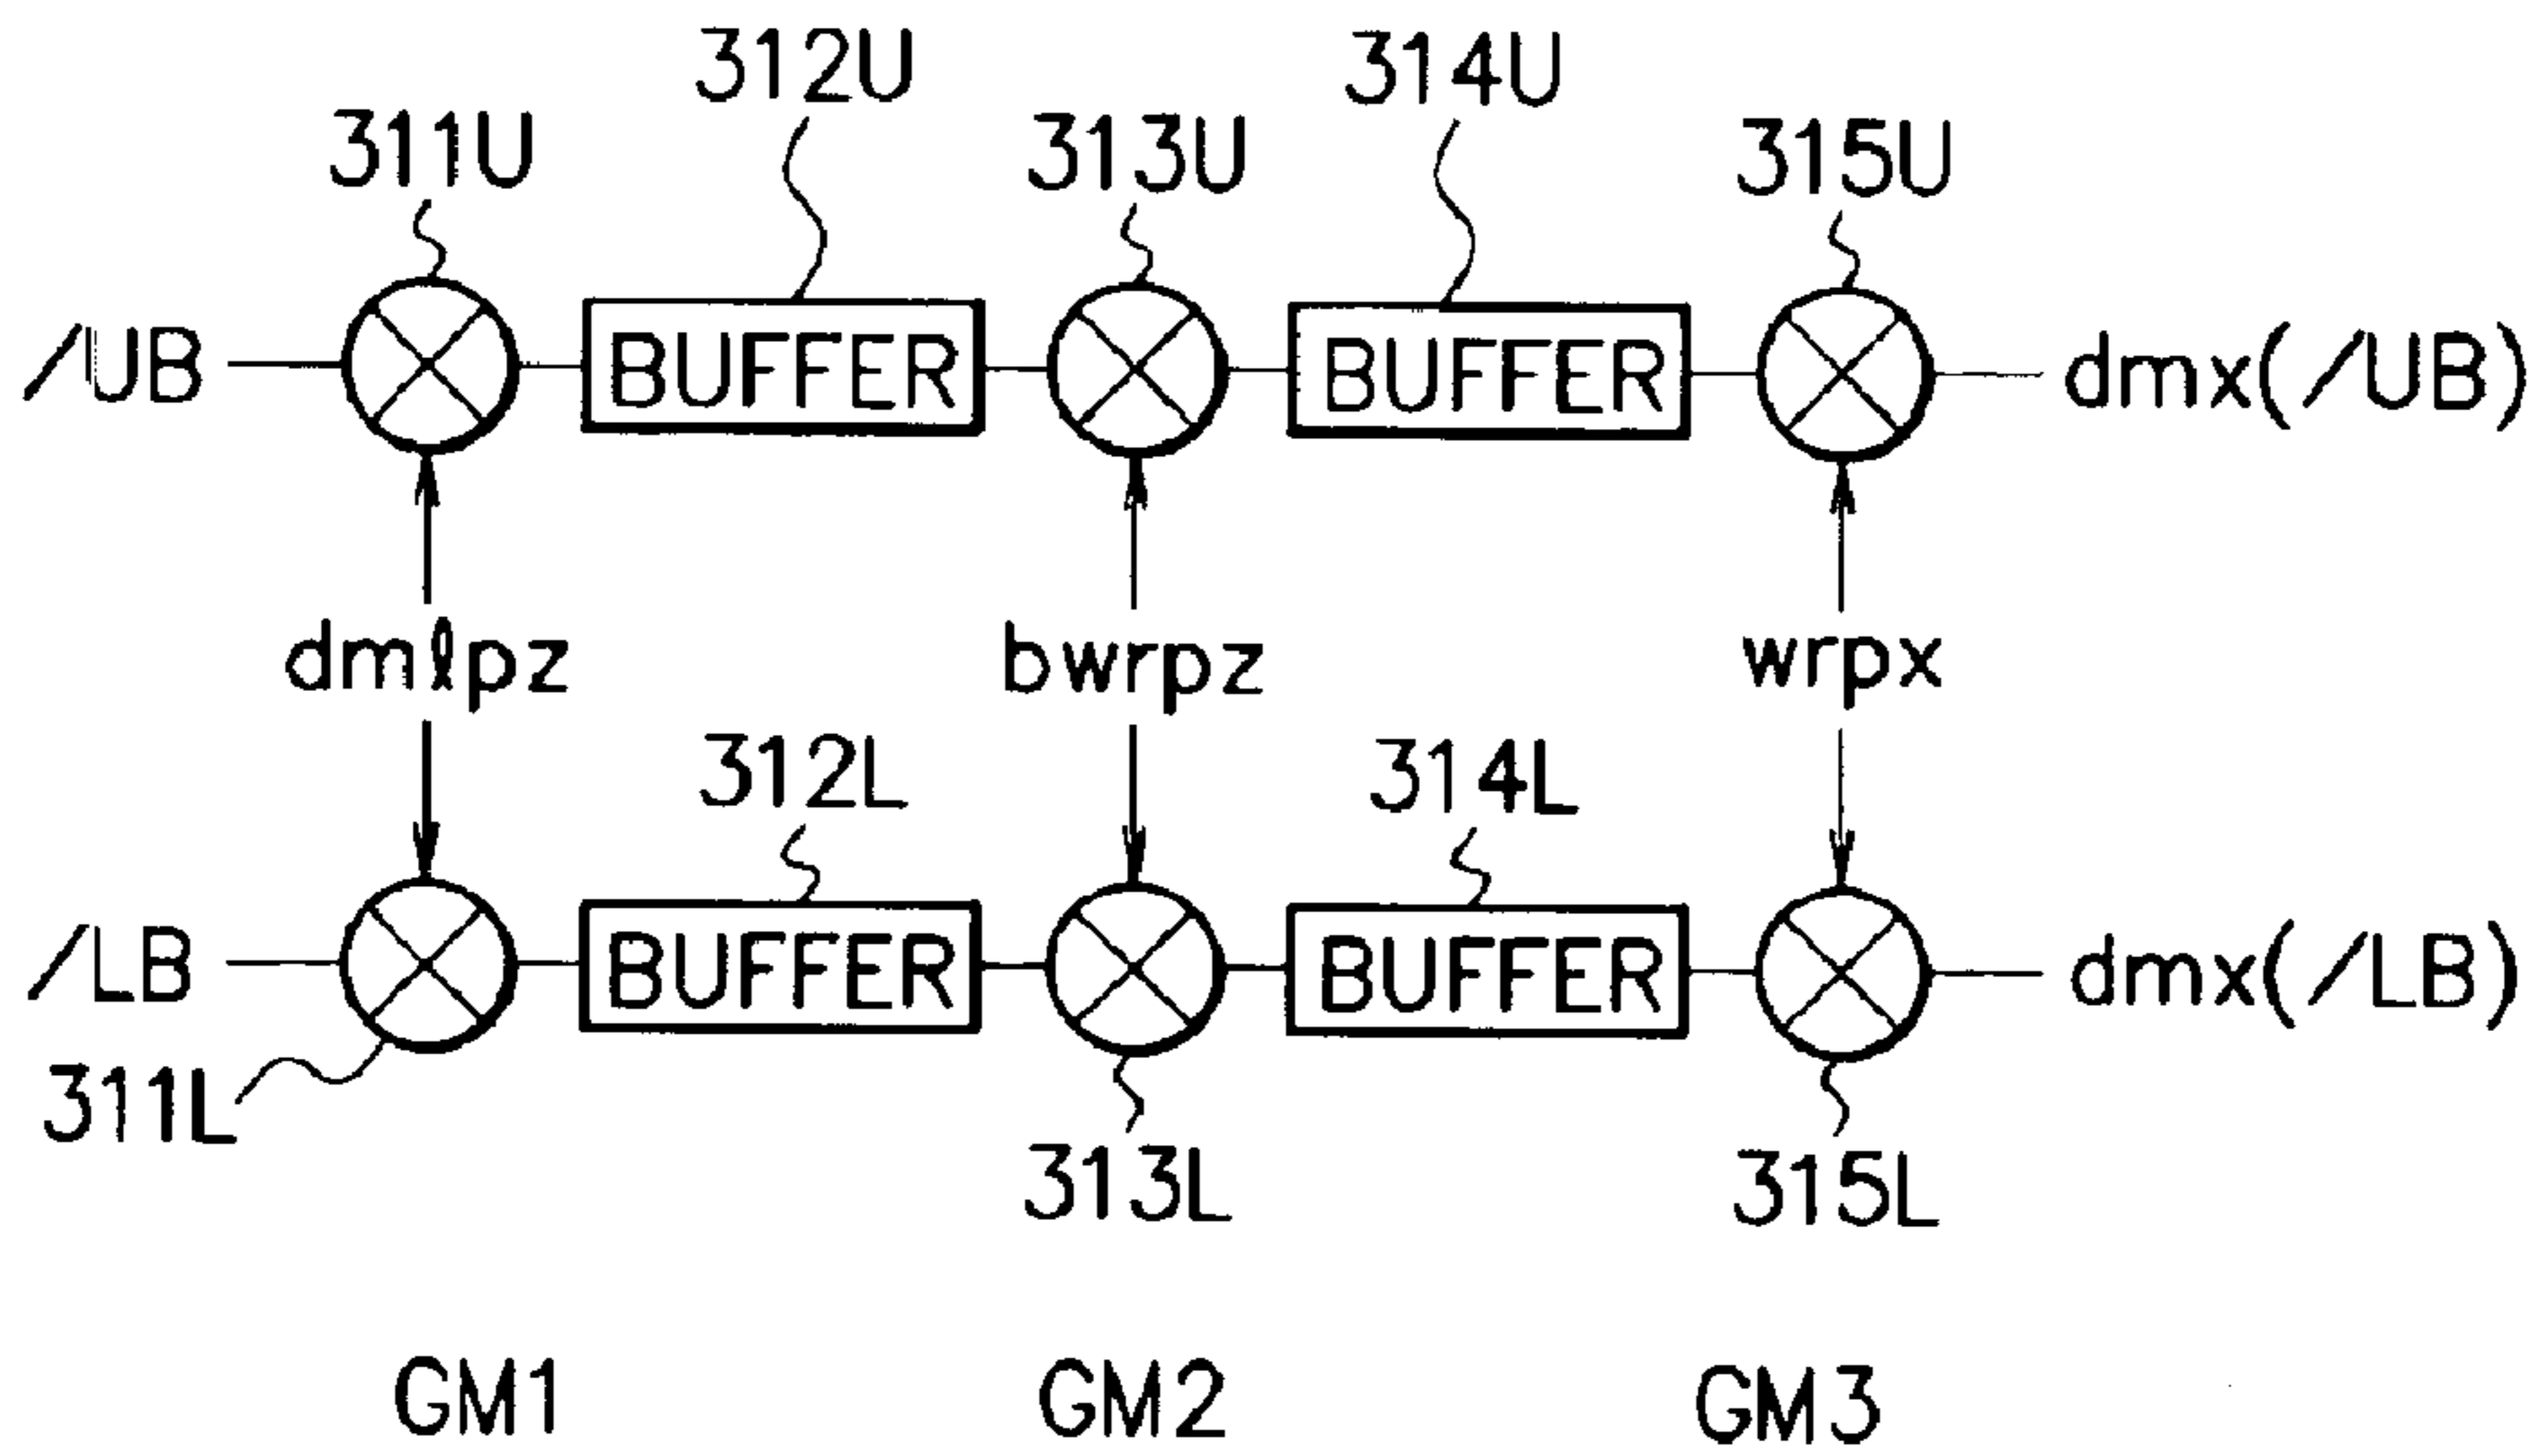 312U
314U
311U
313U
315U
/UB
BUFFER
BUFFER
dmx(/UB)
dmlpz
bwrpz
wrpx
312L
314L
/LB
BUFFER
BUFFER
dmx(/LB)
311L
313L
315L
GM1
GM2
GM3